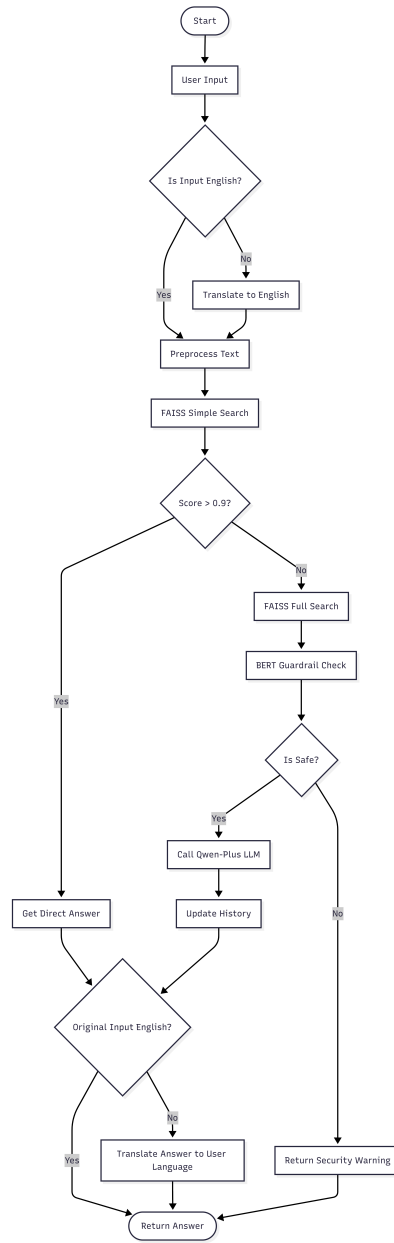 Start
User Input
Is Input English?
No
Yes
Translate to English
Preprocess Text
FAISS Simple Search
Score > 0.9?
No
FAISS Full Search
BERT Guardrail Check
Yes
Is Safe?
Yes
Call Qwen-Plus LLM
Get Direct Answer
Update History
No
Original Input English?
No
Yes
Translate Answer to User
Language
Return Security Warning
Return Answer